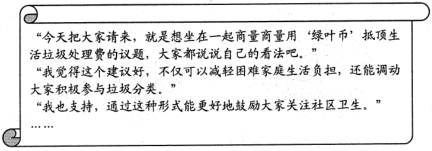 “今天把大家请来，就是想坐在一起商量商量用‘绿叶币’抵顶生
活垃圾处理费的议题，大家都说说自己的看法吧。”
“我觉得这个建议好，不仅可以减轻困难家庭生活负担，还能调动
大家积极参与垃圾分类。”
“我也支持，通过这种形式能更好地鼓励大家关注社区卫生。”
……